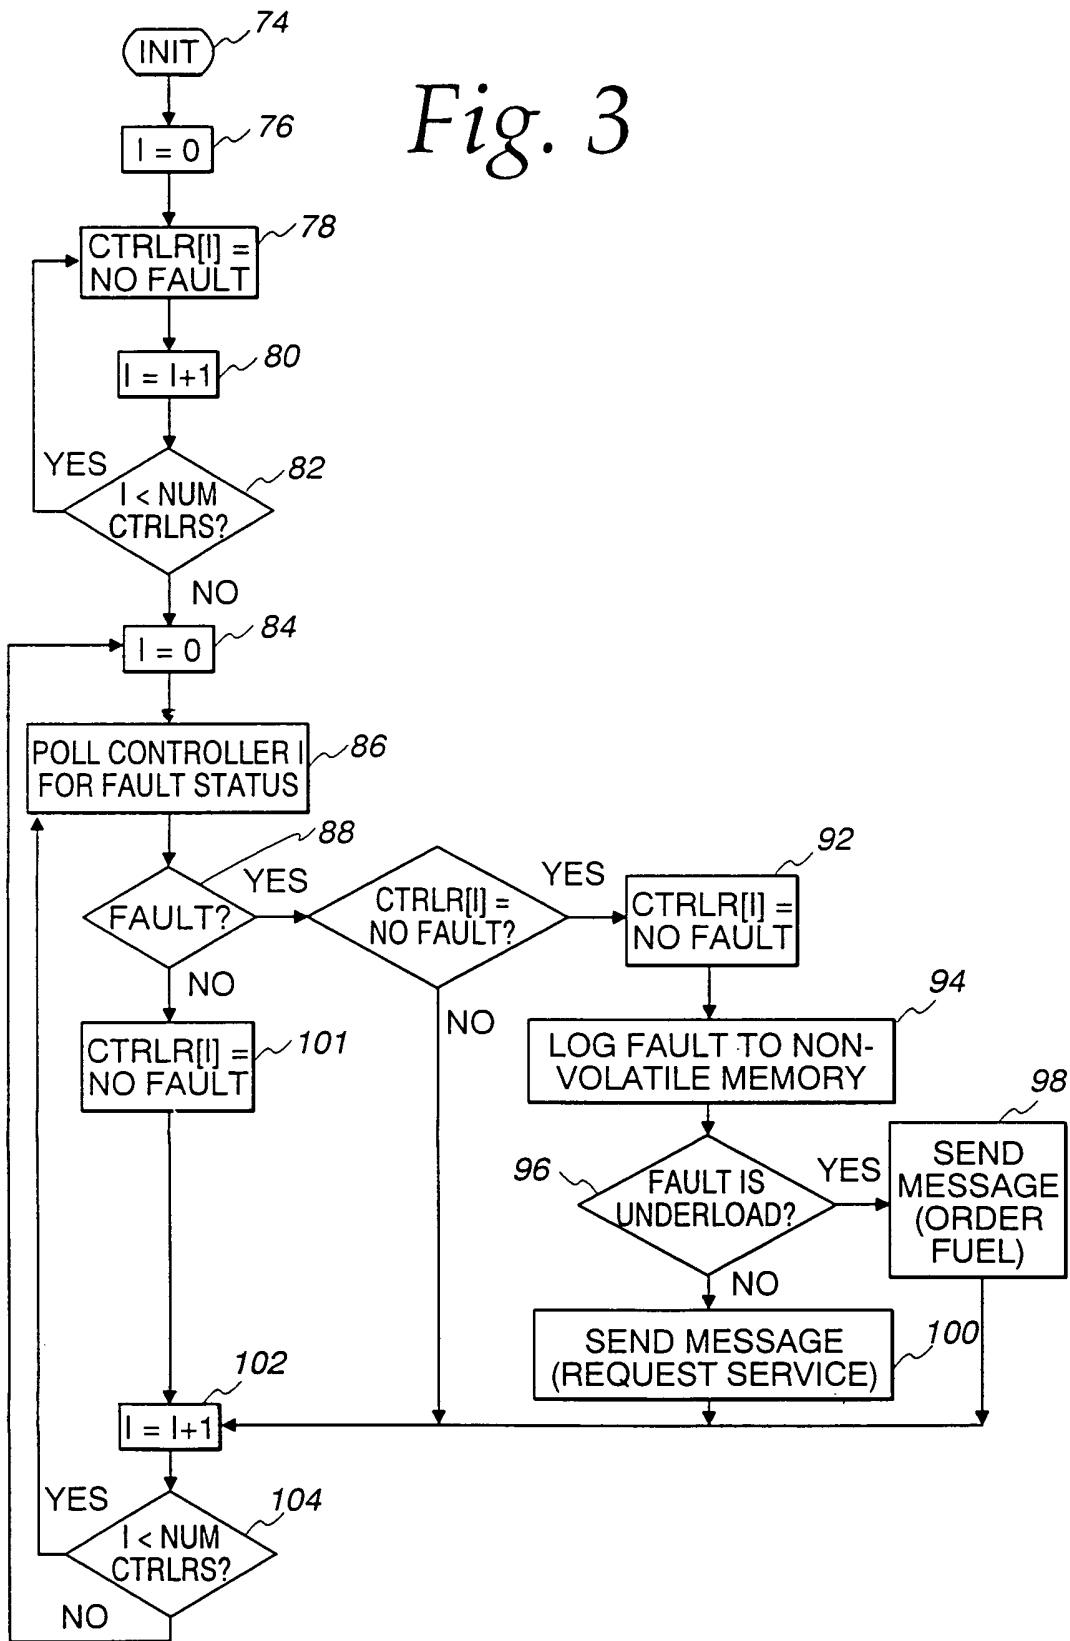 74
INIT
Fig. 3
76
I = 0
78
CTRLR[I] =
NO FAULT
80
I = I+1
YES
82
I < NUM
CTRLRS?
NO
84
I = 0
86
POLL CONTROLLER I
FOR FAULT STATUS
88
FAULT?
YES
CTRLR[I] =
NO FAULT?
YES
92
CTRLR[I] =
NO FAULT
NO
NO
94
LOG FAULT TO NON-
VOLATILE MEMORY
101
CTRLR[I] =
NO FAULT
96
FAULT IS
UNDERLOAD?
YES
98
SEND
MESSAGE
(ORDER
FUEL)
NO
100
SEND MESSAGE
(REQUEST SERVICE)
102
I = I+1
YES
104
I < NUM
CTRLRS?
NO